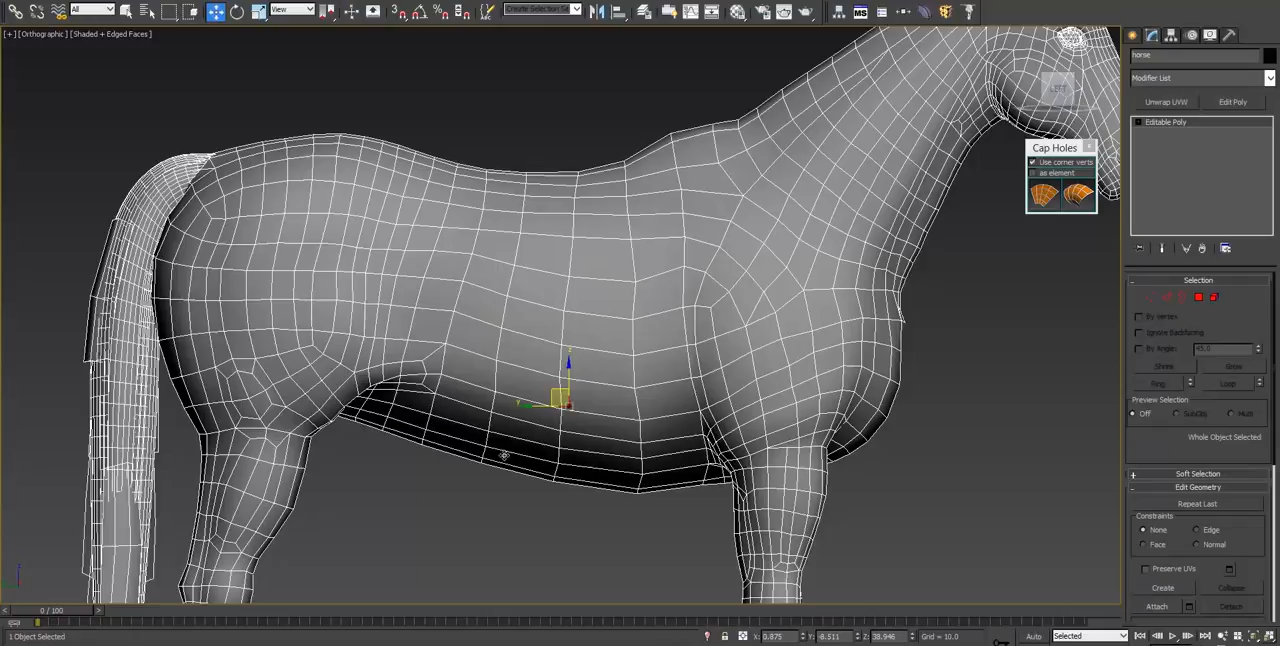 All
View
Create Selection Se
MS
[+] [Orthographic] [Shaded + Edged Faces]
LEFT
Cap Holes
x
Use corner verts
as element
z
y
horse
Modifier List
Unwrap UVW
Edit Poly
Editable Poly
- Selection
By Vertex
Ignore Backfacing
By Angle:
45.0
Shrink
Grow
Ring
Loop
Preview Selection
Off
SubObj
Multi
Whole Object Selected
+ Soft Selection
- Edit Geometry
Repeat Last
Constraints
None
Edge
Face
Normal
Preserve UVs
Create
Collapse
Attach
Detach
< 0 / 100 >
1 Object Selected
X: 0.875
Y: -8.511
Z: 38.946
Grid = 10.0
Auto
Selected